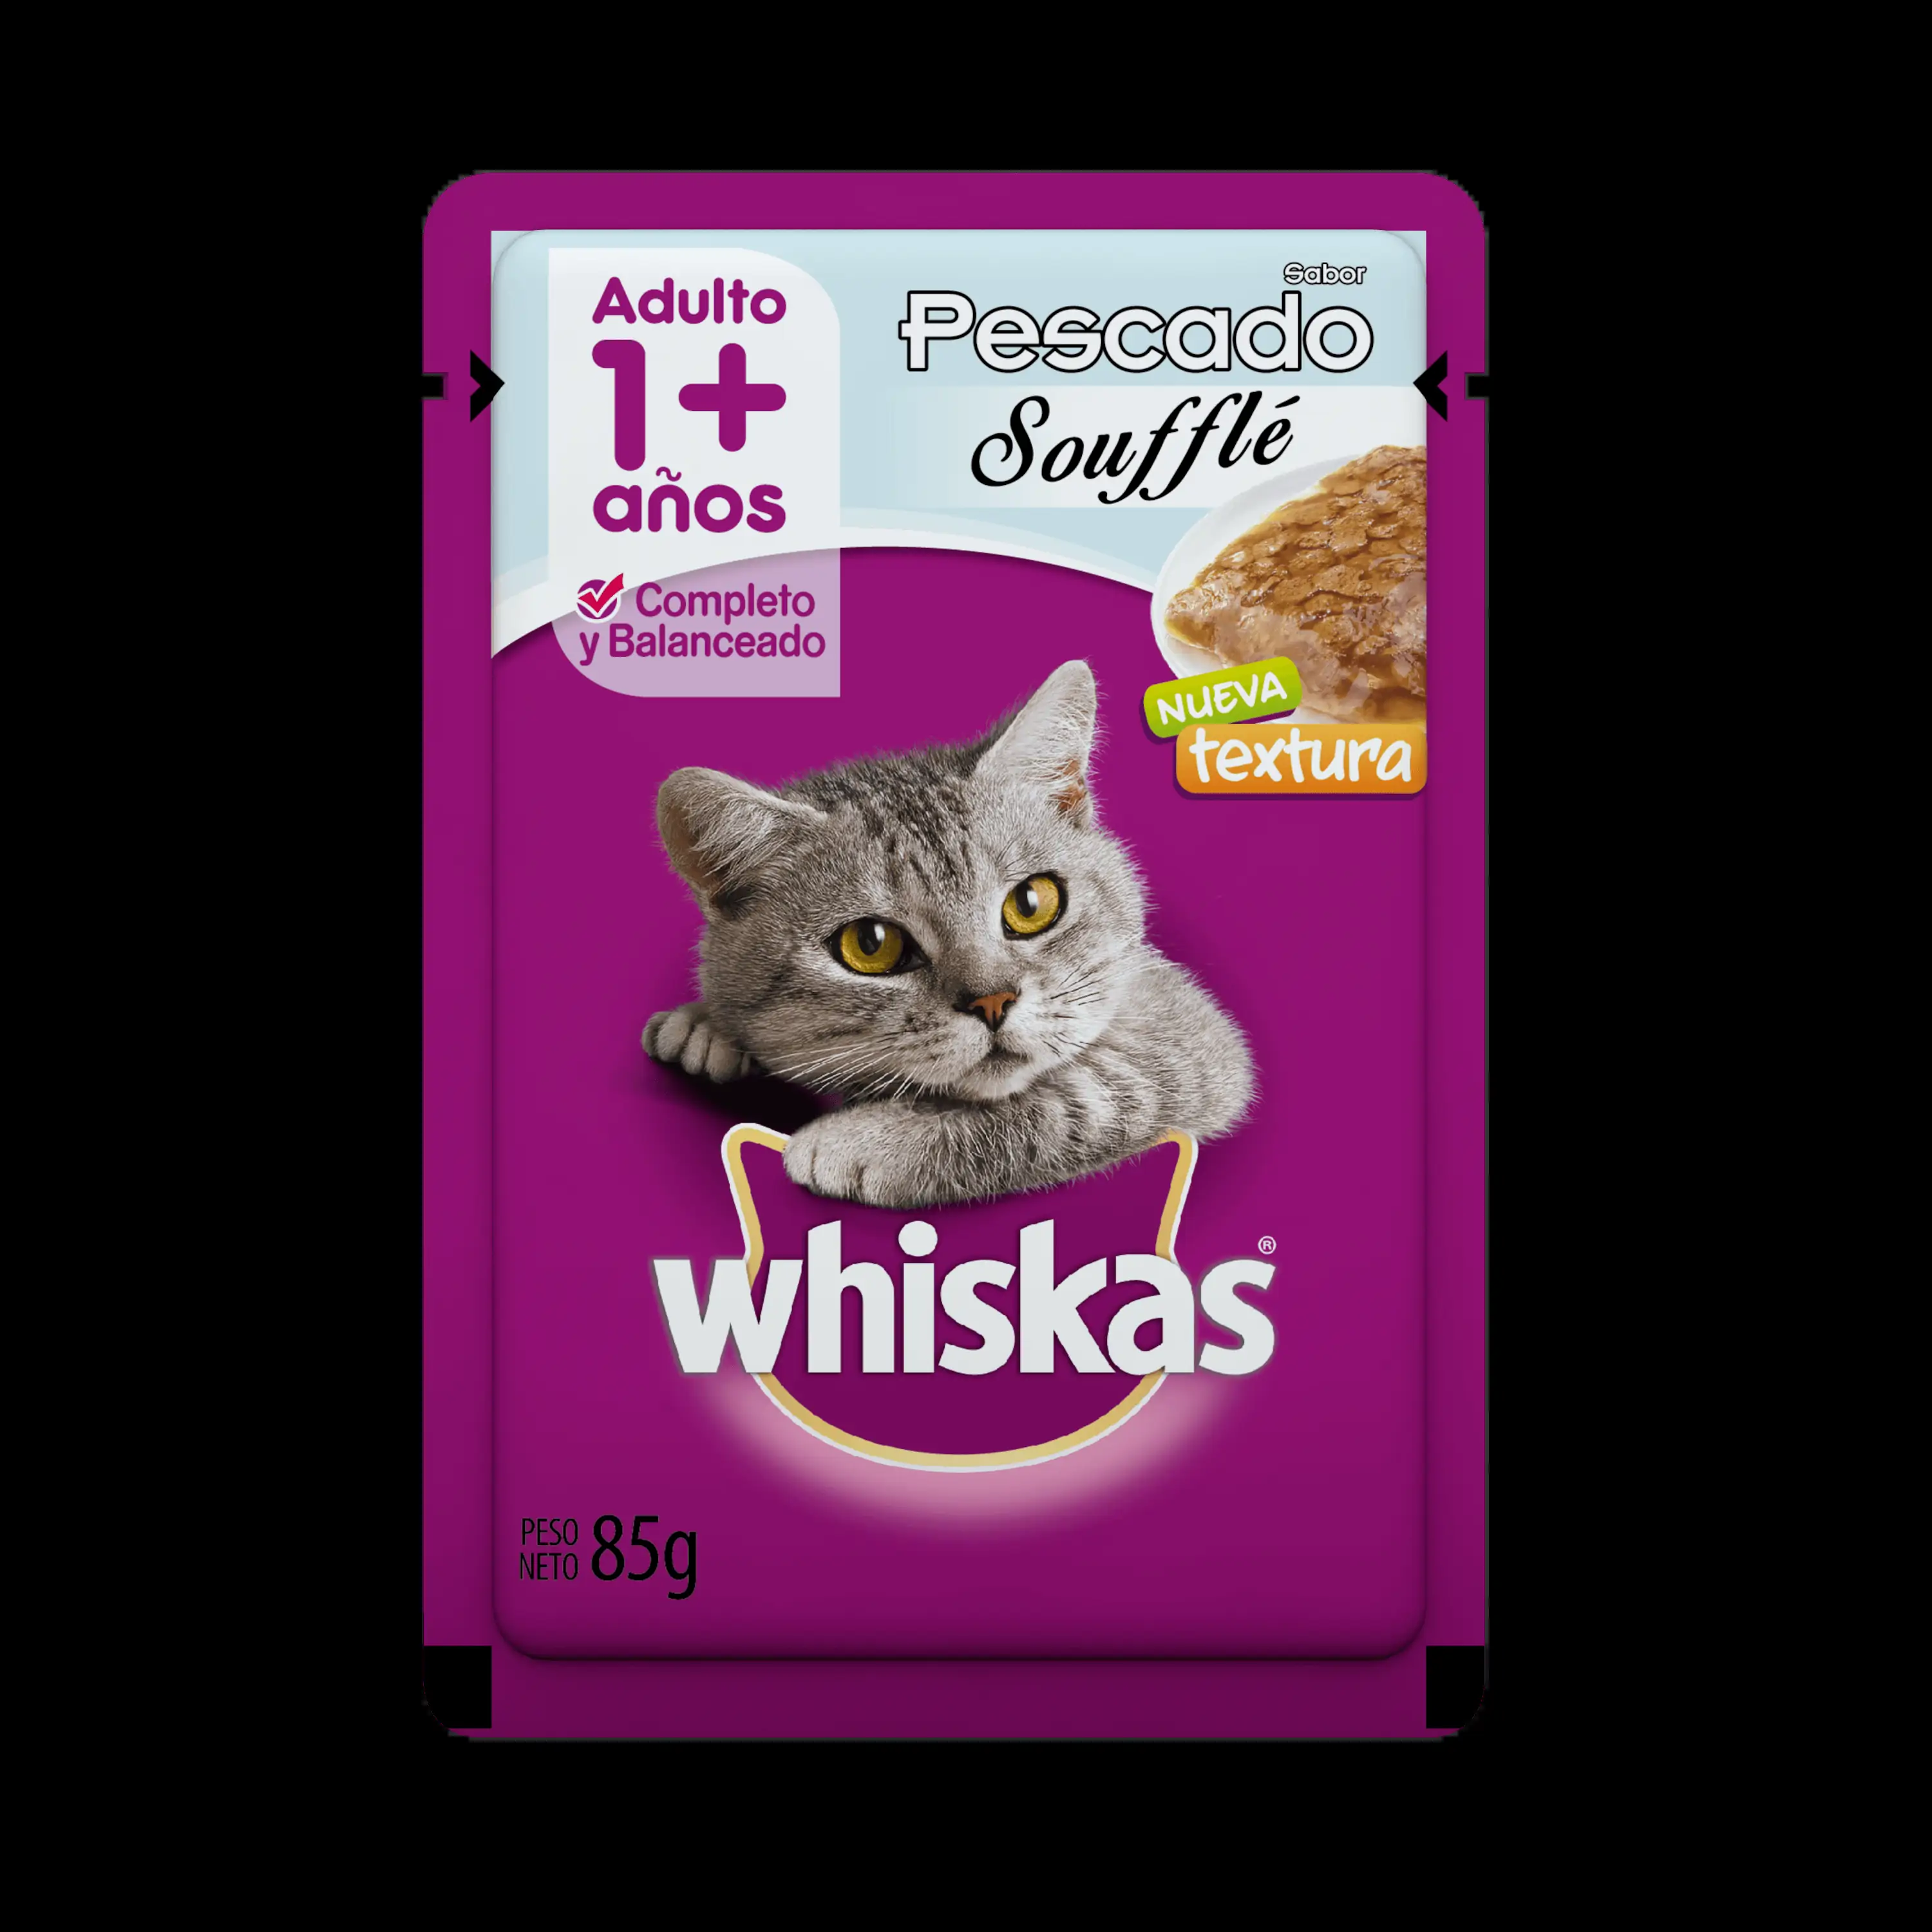 Adulto
1+
años
Completo
y Balanceado
Sabor
Pescado
Soufflé
NUEVA
textura
whiskas®
PESO
NETO 85g